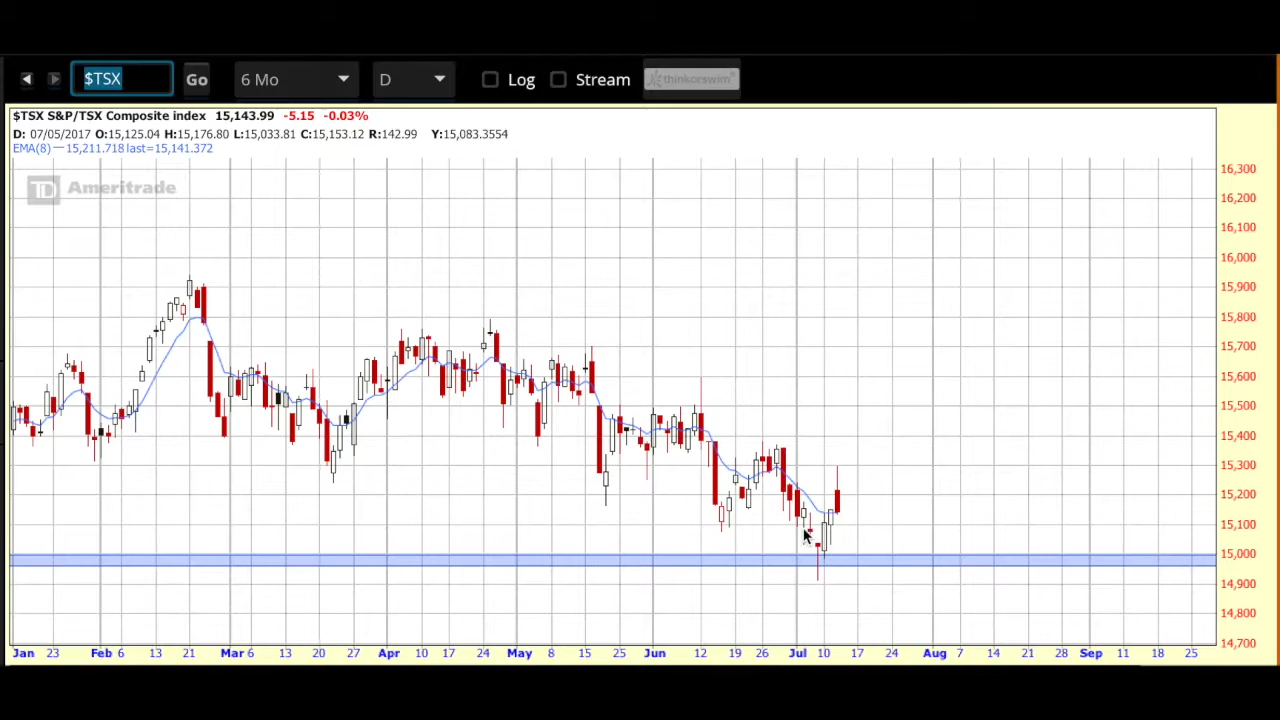 $TSX Go 6 Mo D Log Stream thinkorswim®
$TSX S&P/TSX Composite index 15,143.99 -5.15 -0.03%
D: 07/05/2017 O:15,125.04 H:15,176.80 L:15,033.81 C:15,153.12 R:142.99 Y:15,083.3554
EMA(8) —15,211.718 last=15,141.372
TD Ameritrade
16,300
16,200
16,100
16,000
15,900
15,800
15,700
15,600
15,500
15,400
15,300
15,200
15,100
15,000
14,900
14,800
14,700
Jan 23 Feb 6 13 21 Mar 6 13 20 27 Apr 10 17 24 May 8 15 25 Jun 12 19 26 Jul 10 17 24 Aug 7 14 21 28 Sep 11 18 25